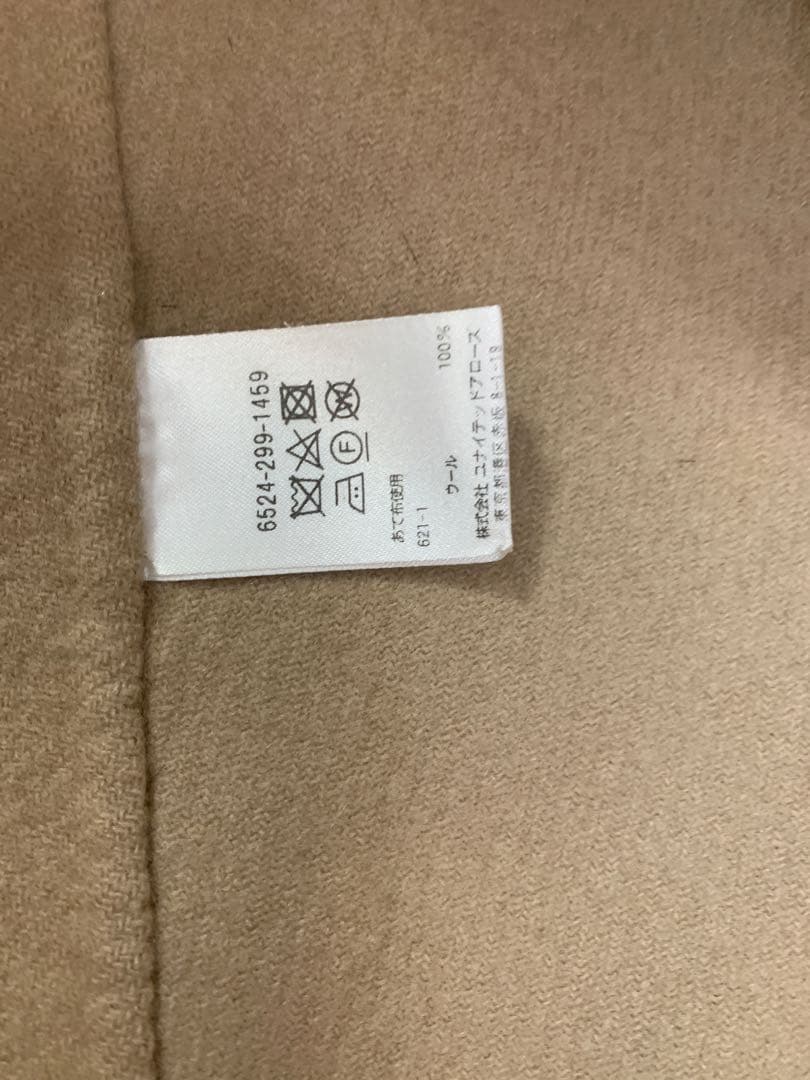 6524-299-1459
F
W
あて布使用
621-1
ウール 100%
株式会社 ユナイテッドアローズ
東京都港区赤坂 8-1-19